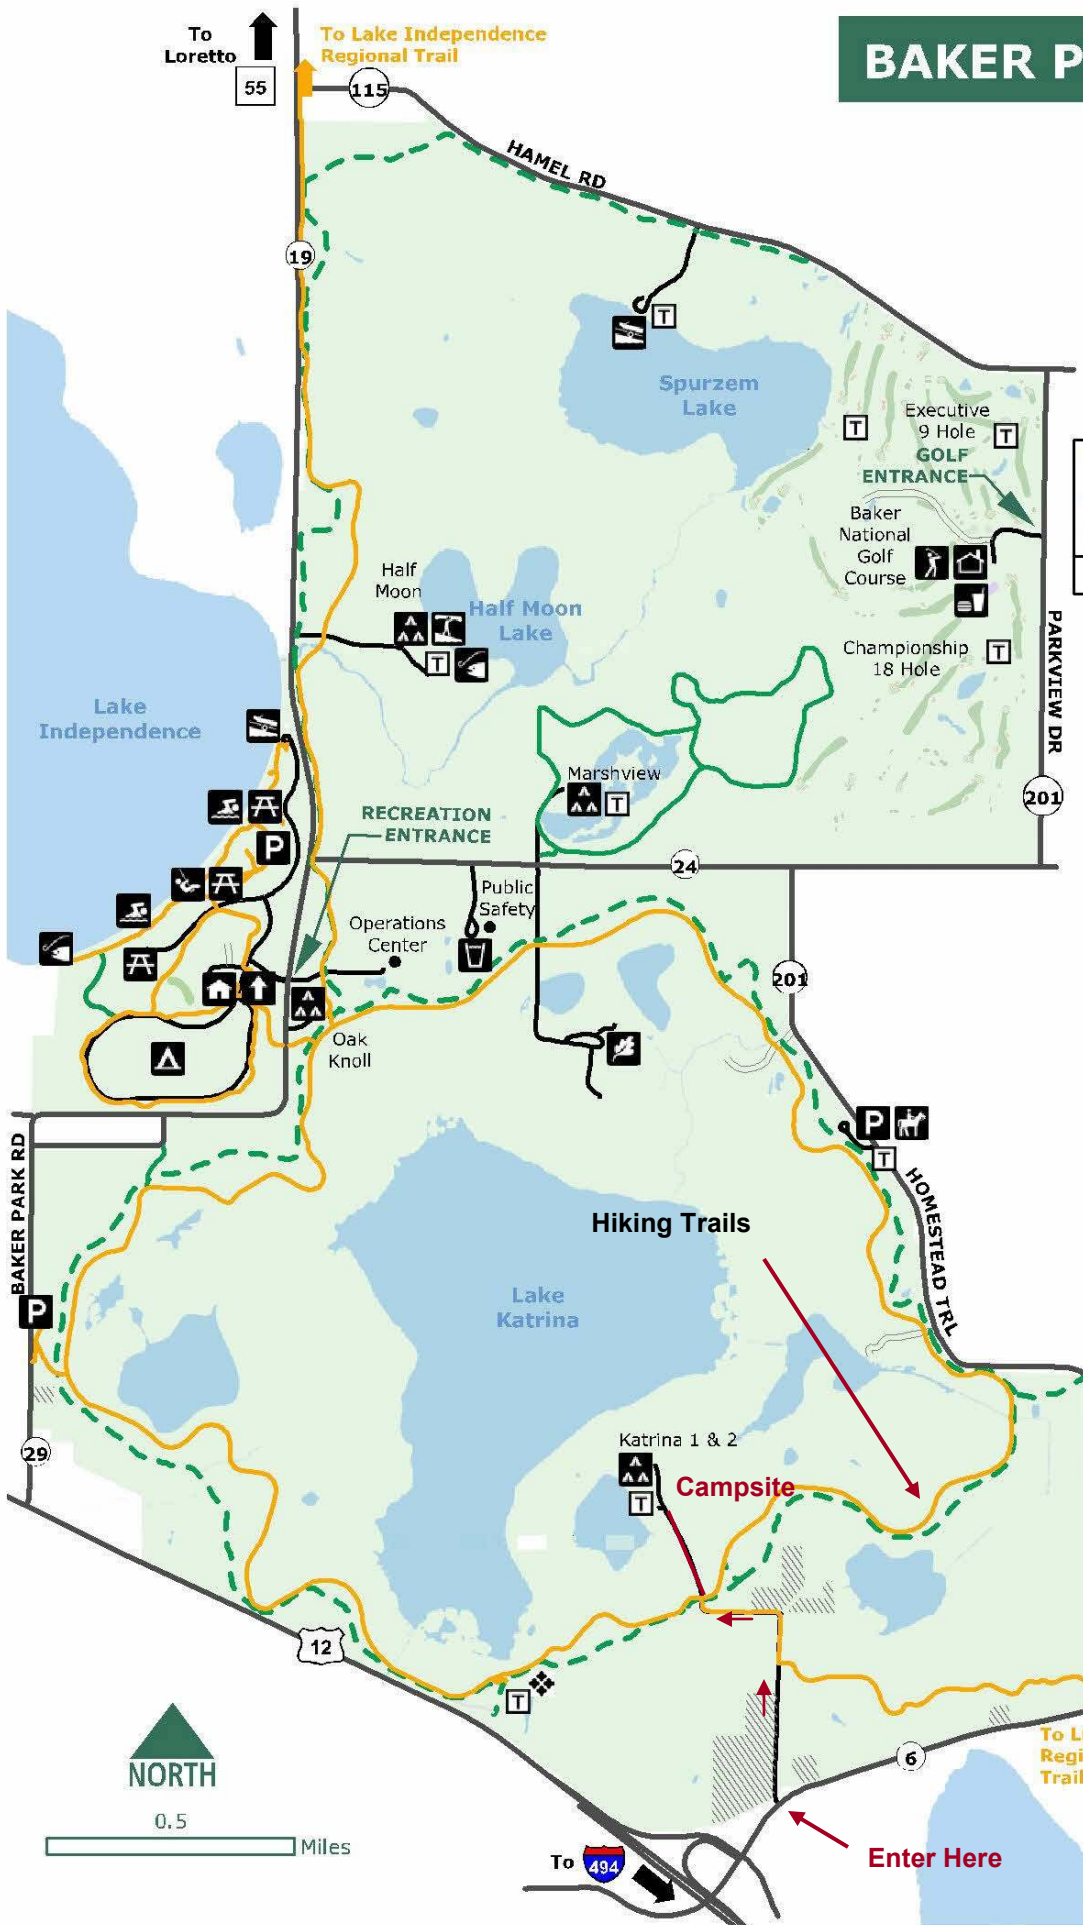 To
Loretto
55
To Lake Independence
Regional Trail
115
BAKER P
HAMEL RD
19
T
Spurzem
Lake
T
Executive
9 Hole
T
GOLF
ENTRANCE
Baker
National
Golf
Course
Half
Moon
Half Moon
Lake
T
Championship
18 Hole
T
PARKVIEW DR
201
Lake
Independence
Marshview
T
RECREATION
ENTRANCE
P
24
Public
Safety
Operations
Center
201
Oak
Knoll
P
T
BAKER PARK RD
HOMESTEAD TRL
Hiking Trails
Lake
Katrina
P
29
Katrina 1 & 2
T
Campsite
12
T
NORTH
0.5
Miles
6
To L
Regi
Trail
Enter Here
To
494